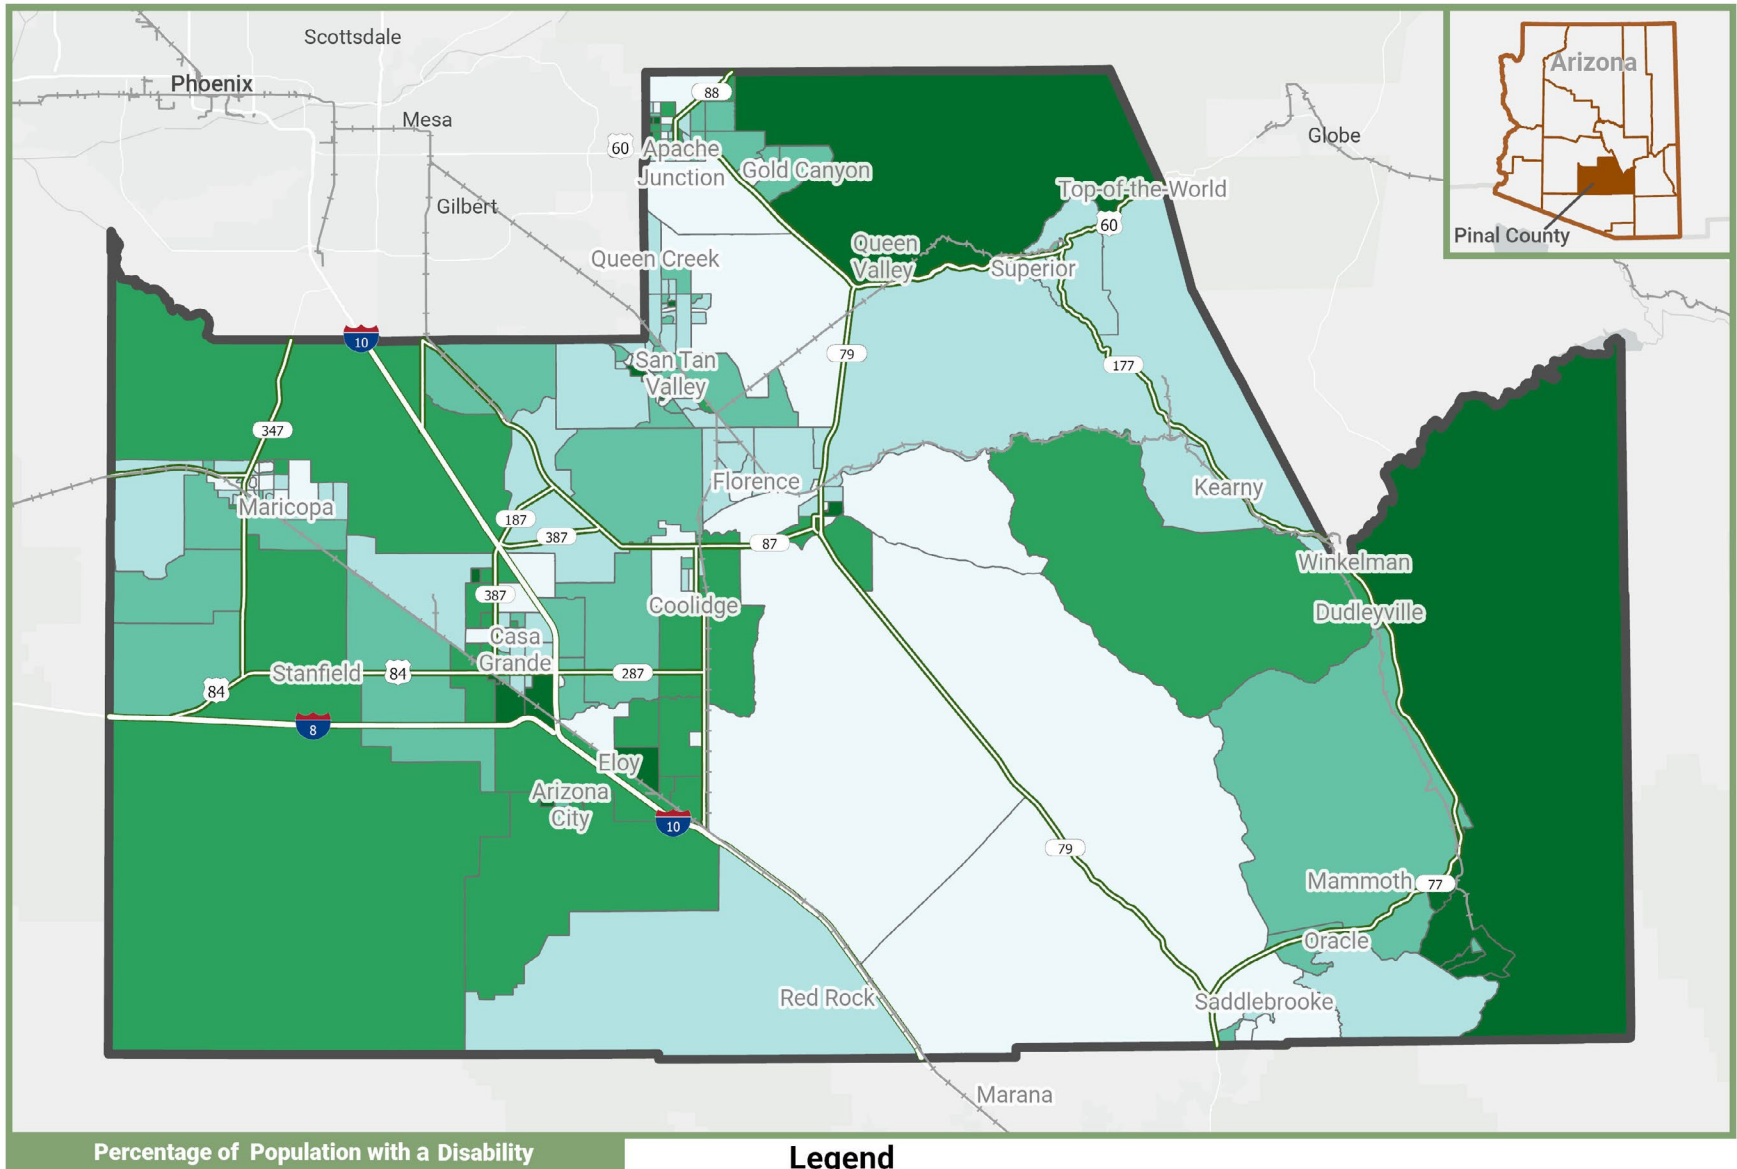 Scottsdale
Phoenix
Mesa
Gilbert
60
88
Apache
Junction
Gold Canyon
Globe
Arizona
Pinal County
Top-of-the-World
60
Queen
Valley
Superior
Queen Creek
10
San Tan
Valley
79
177
347
Maricopa
Florence
Kearny
187
387
87
Winkelman
387
Coolidge
Dudleyville
Casa
Grande
Stanfield
84
287
84
8
Eloy
Arizona
City
10
79
Mammoth
77
Oracle
Red Rock
Saddlebrooke
Marana
Percentage of Population with a Disability
Legend